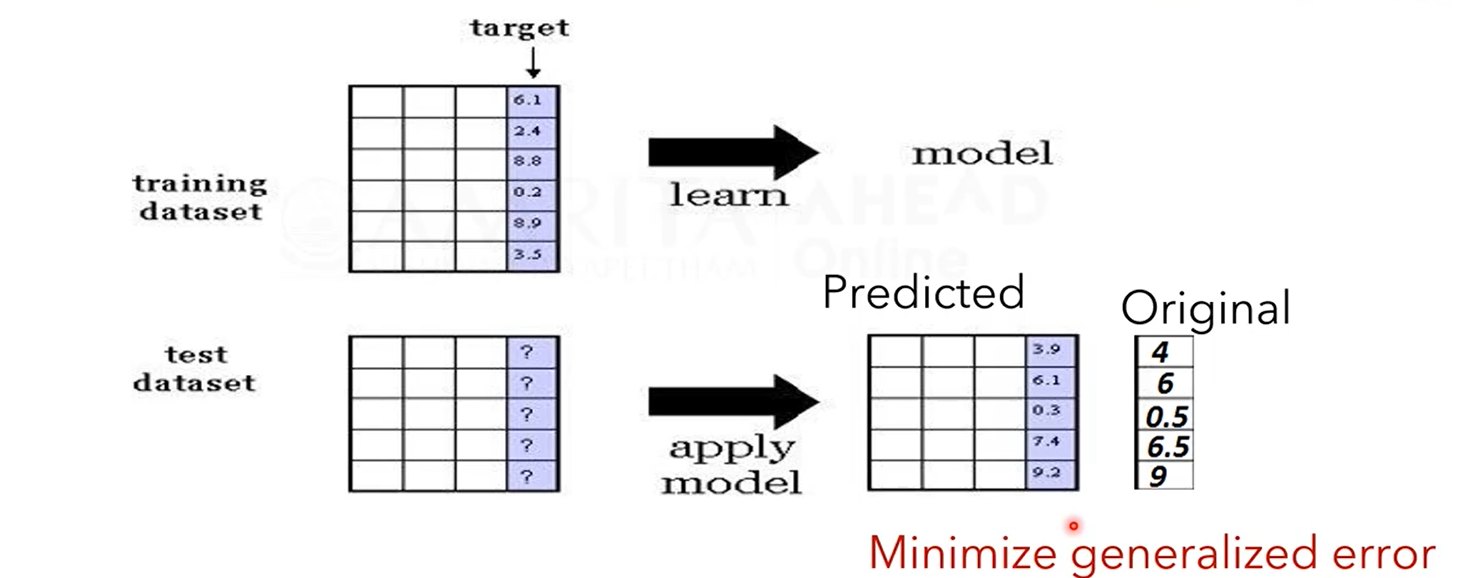 target
6.1
2.4
8.8
0.2
8.9
3.5
training
dataset
learn
model
AMRITA
AHEAD
Online
Predicted
Original
test
dataset
?
?
?
?
?
apply
model
3.9
6.1
0.3
7.4
9.2
4
6
0.5
6.5
9
Minimize generalized error